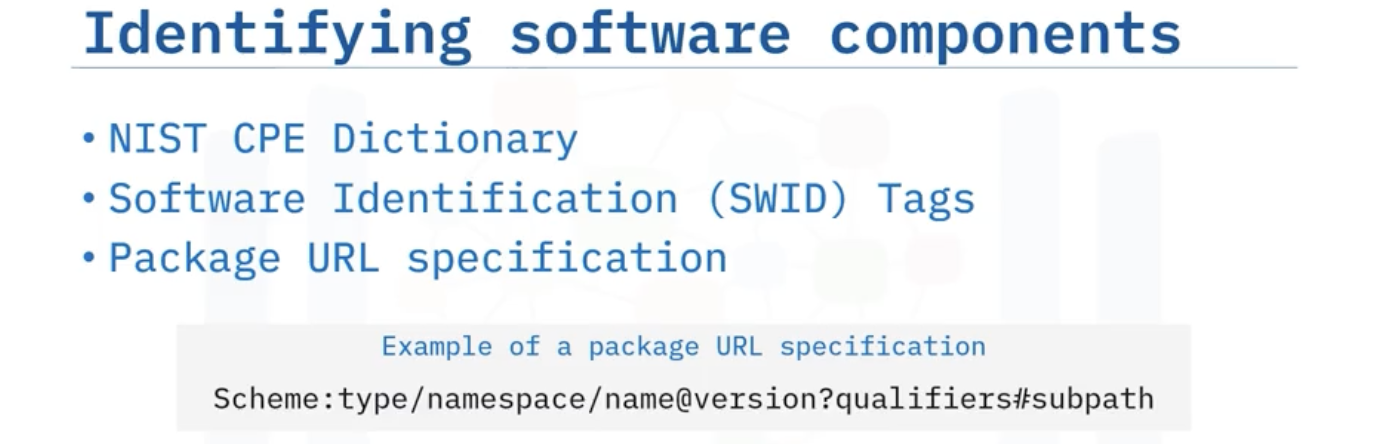 Identifying software components
• NIST CPE Dictionary
• Software Identification (SWID) Tags
• Package URL specification
Example of a package URL specification
Scheme:type/namespace/name@version?qualifiers#subpath